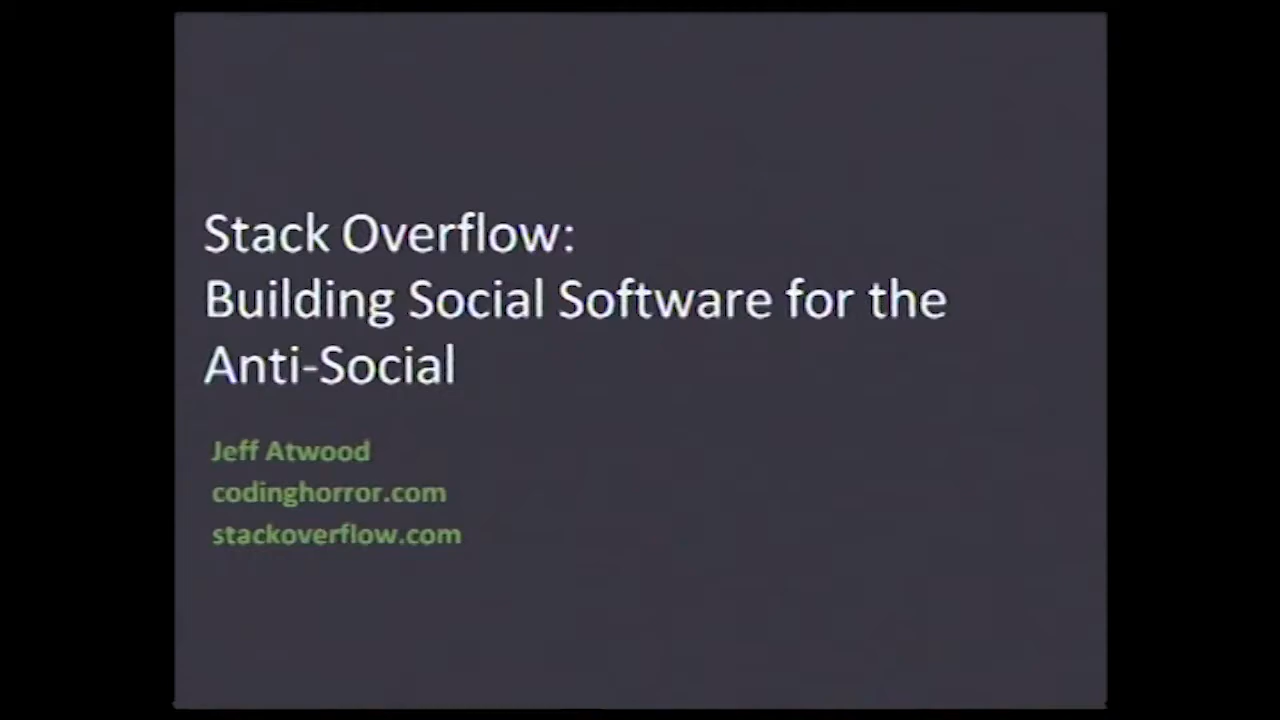 Stack Overflow:
Building Social Software for the
Anti-Social
Jeff Atwood
codinghorror.com
stackoverflow.com